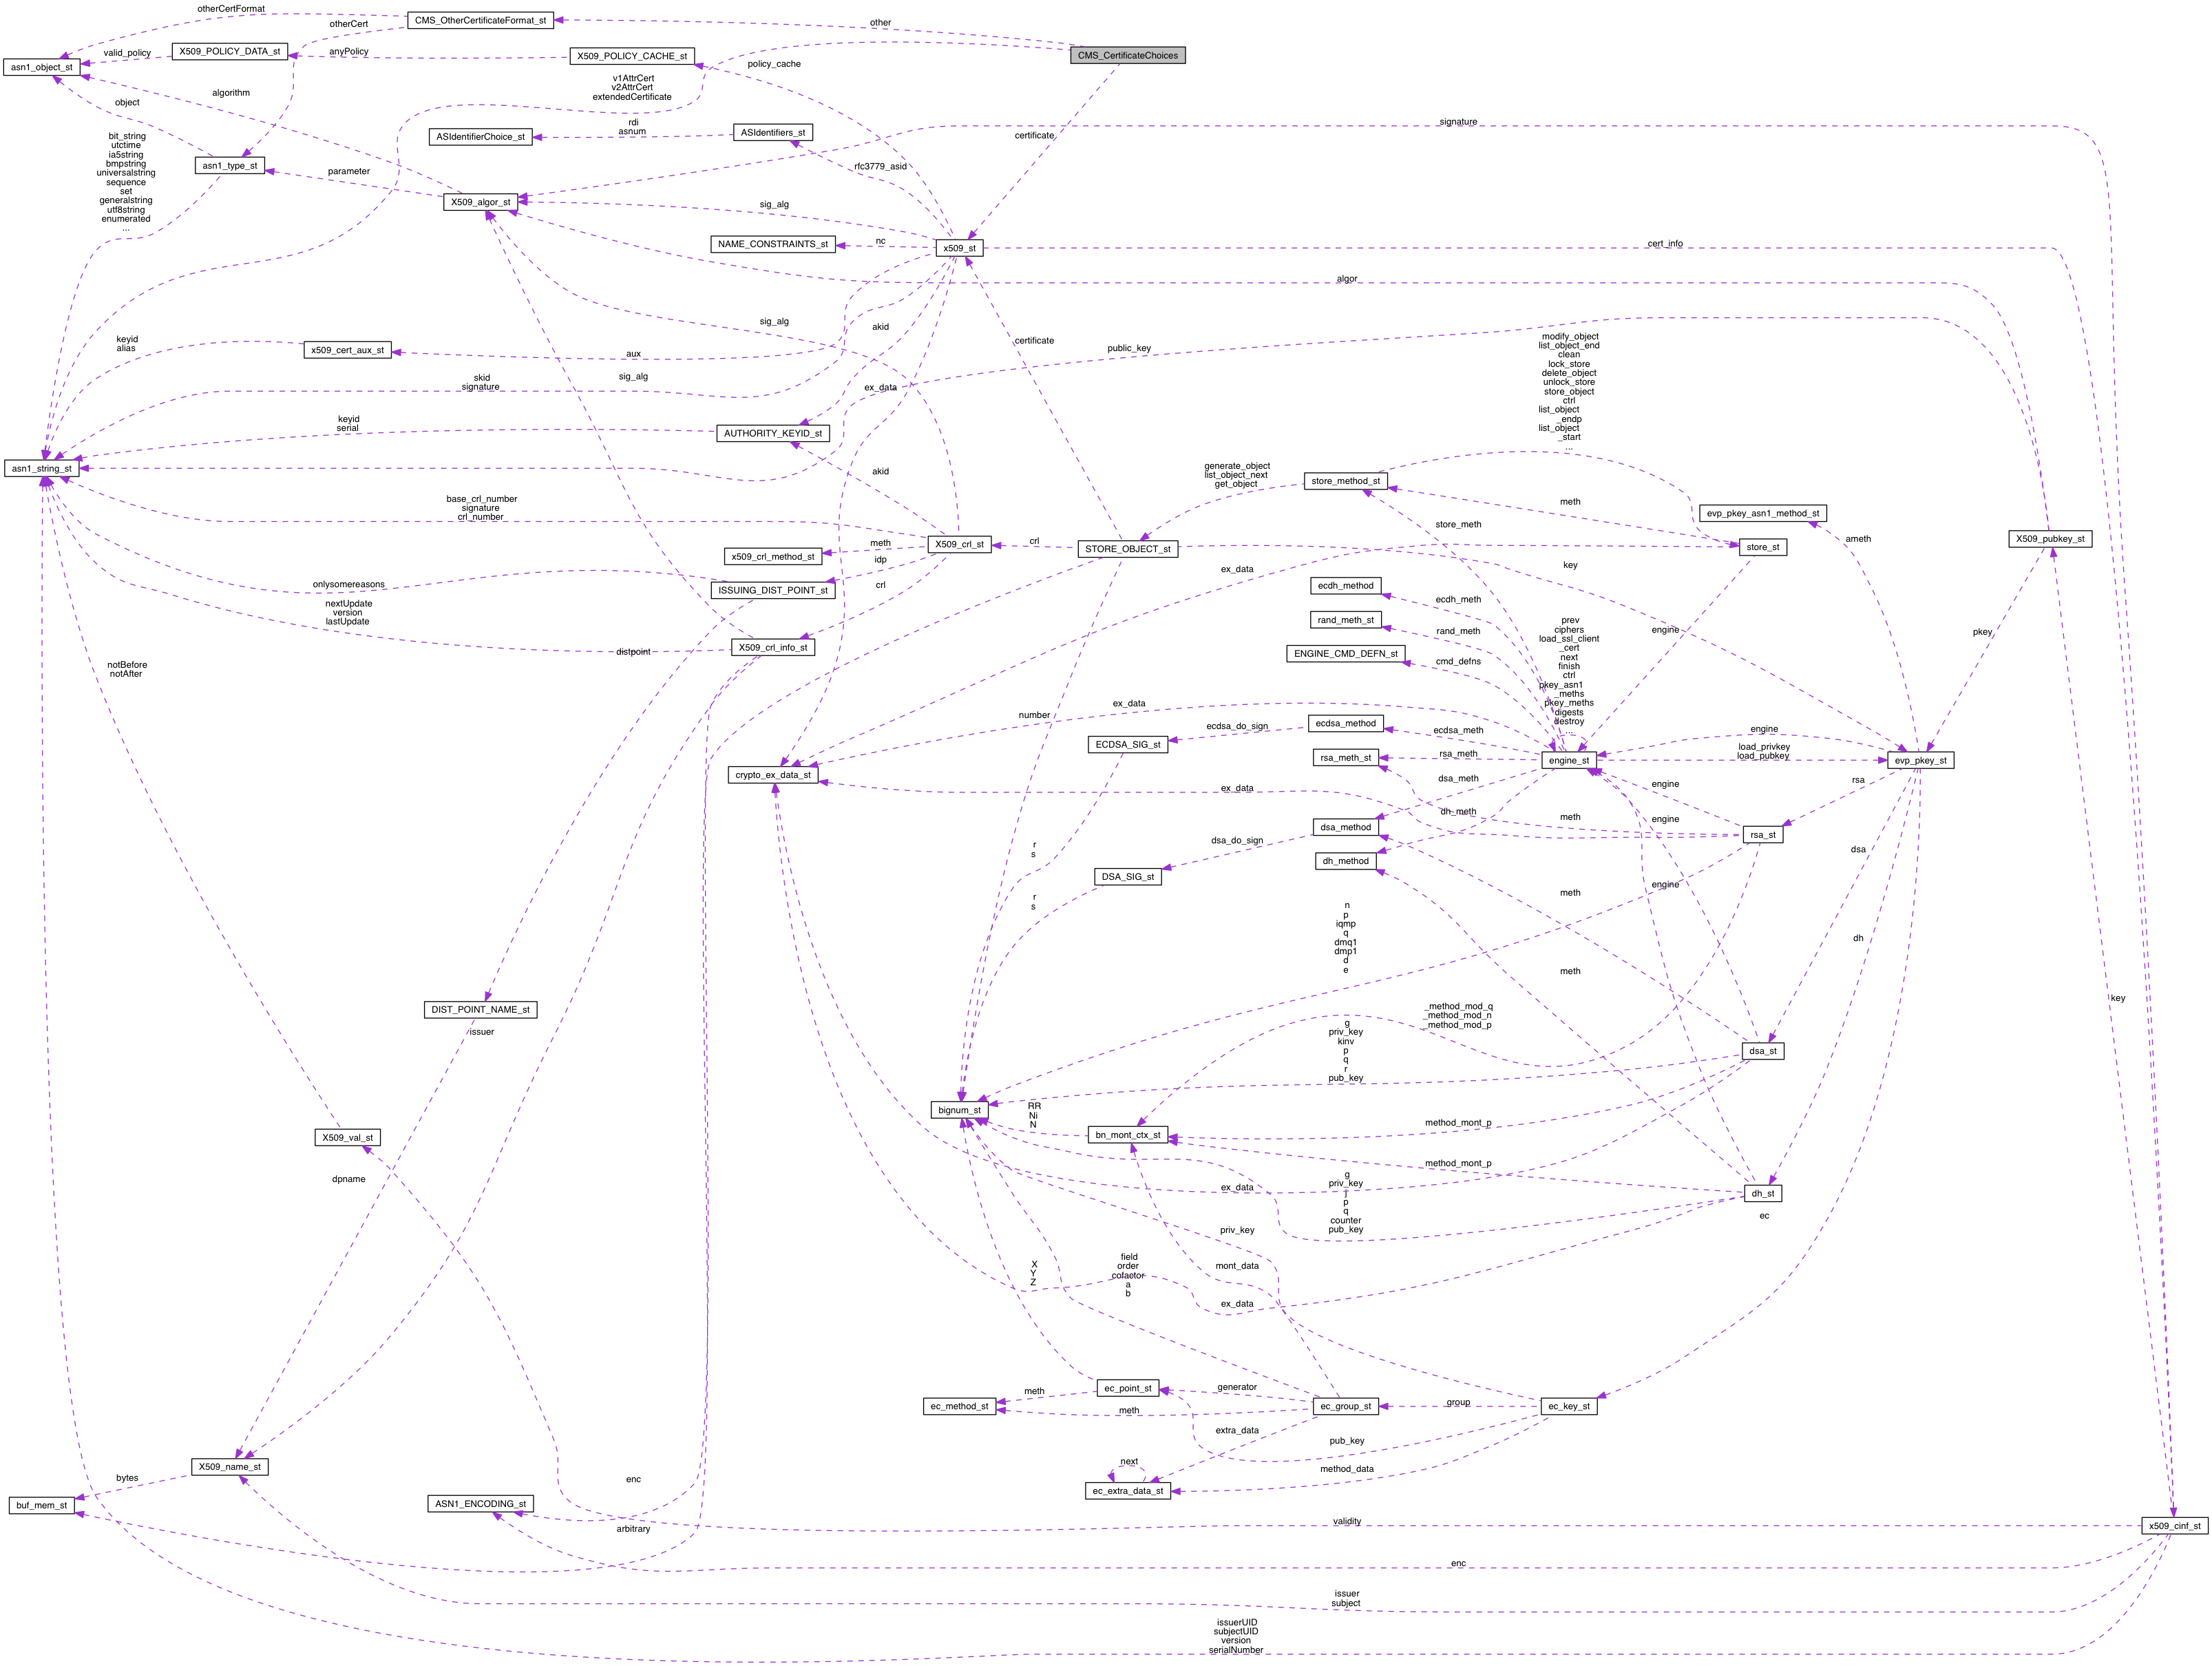 otherCertFormat
CMS_OtherCertificateFormat_st
other
otherCert
valid_policy
X509_POLICY_DATA_st
anyPolicy
X509_POLICY_CACHE_st
policy_cache
CMS_CertificateChoices
asn1_object_st
v1AttrCert
v2AttrCert
extendedCertificate
object
algorithm
rdi
asnum
ASIdentifierChoice_st
ASIdentifiers_st
certificate
signature
bit_string
utctime
ia5string
bmpstring
universalstring
sequence
set
generalstring
utf8string
enumerated
...
asn1_type_st
parameter
rfc3779_asid
X509_algor_st
sig_alg
NAME_CONSTRAINTS_st
nc
x509_st
cert_info
algor
keyid
alias
x509_cert_aux_st
sig_alg
akid
aux
certificate
public_key
modify_object
list_object_end
clean
lock_store
delete_object
unlock_store
store_object
ctrl
list_object
_endp
list_object
_start
...
skid
signature
sig_alg
ex_data
keyid
serial
AUTHORITY_KEYID_st
asn1_string_st
akid
generate_object
list_object_next
get_object
store_method_st
base_crl_number
signature
crl_number
meth
evp_pkey_asn1_method_st
store_meth
x509_crl_method_st
meth
X509_crl_st
crl
STORE_OBJECT_st
store_st
ameth
X509_pubkey_st
idp
onlysomereasons
ISSUING_DIST_POINT_st
crl
ex_data
key
ecdh_method
ecdh_meth
nextUpdate
version
lastUpdate
rand_meth_st
rand_meth
prev
ciphers
load_ssl_client
_cert
next
finish
ctrl
pkey_asn1
_meths
pkey_meths
digests
destroy
...
engine
pkey
X509_crl_info_st
distpoint
ENGINE_CMD_DEFN_st
cmd_defns
notBefore
notAfter
number
ex_data
ecdsa_do_sign
ecdsa_method
ecdsa_meth
engine
ECDSA_SIG_st
rsa_meth_st
rsa_meth
engine_st
load_privkey
load_pubkey
evp_pkey_st
crypto_ex_data_st
ex_data
dsa_meth
engine
rsa
dh_meth
meth
engine
rsa_st
dsa_method
dsa_do_sign
r
s
dsa
dh_method
DSA_SIG_st
r
s
meth
engine
n
p
iqmp
q
dmq1
dmp1
d
e
dh
meth
key
DIST_POINT_NAME_st
issuer
_method_mod_q
_method_mod_n
_method_mod_p
g
priv_key
kinv
p
q
r
pub_key
dsa_st
bignum_st
RR
Ni
N
bn_mont_ctx_st
method_mont_p
X509_val_st
method_mont_p
dpname
ex_data
g
priv_key
j
p
q
counter
pub_key
dh_st
ec
priv_key
X
Y
Z
field
order
cofactor
a
b
mont_data
ex_data
ec_point_st
generator
meth
ec_method_st
meth
ec_group_st
group
ec_key_st
extra_data
pub_key
X509_name_st
next
method_data
bytes
enc
ec_extra_data_st
buf_mem_st
ASN1_ENCODING_st
arbitrary
validity
x509_cinf_st
enc
issuer
subject
issuerUID
subjectUID
version
serialNumber